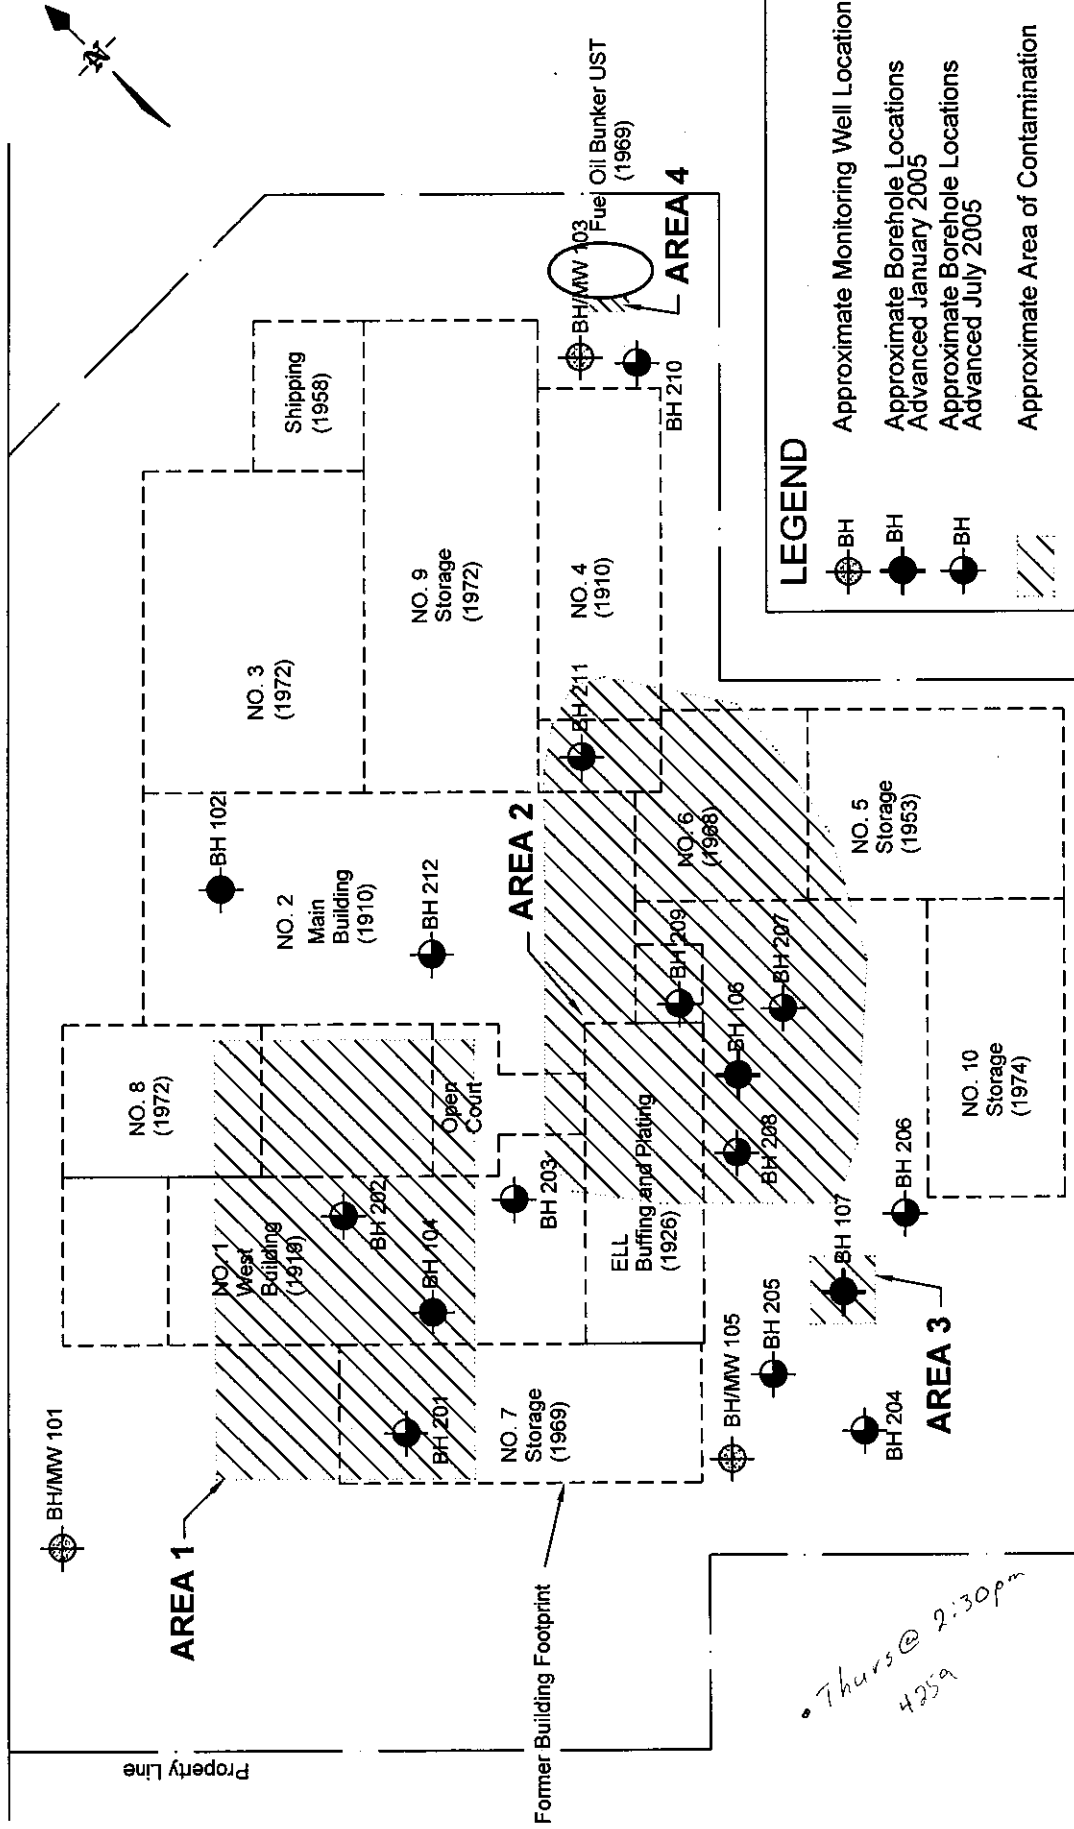 N
Property Line
BH/MW 101
AREA 1
NO. 8
(1972)
NO. 1
West
Building
(1919)
BH 202
BH 104
BH 201
Open
Court
NO. 7
Storage
(1969)
BH 203
ELL
Buffing and Plating
(1926)
Former Building Footprint
BH 102
NO. 2
Main
Building
(1910)
BH 212
NO. 3
(1972)
Shipping
(1958)
NO. 9
Storage
(1972)
NO. 4
(1910)
BH 211
AREA 2
BH/MW 103
Fuel Oil Bunker UST
(1969)
AREA 4
BH 210
NO. 6
(1968)
BH 209
BH 207
BH 106
BH 208
NO. 5
Storage
(1953)
NO. 10
Storage
(1974)
BH 206
BH 107
BH/MW 105
BH 205
BH 204
AREA 3
• Thurs @ 2:30pm
425a
LEGEND
BH
Approximate Monitoring Well Location
BH
Approximate Borehole Locations
Advanced January 2005
BH
Approximate Borehole Locations
Advanced July 2005
Approximate Area of Contamination